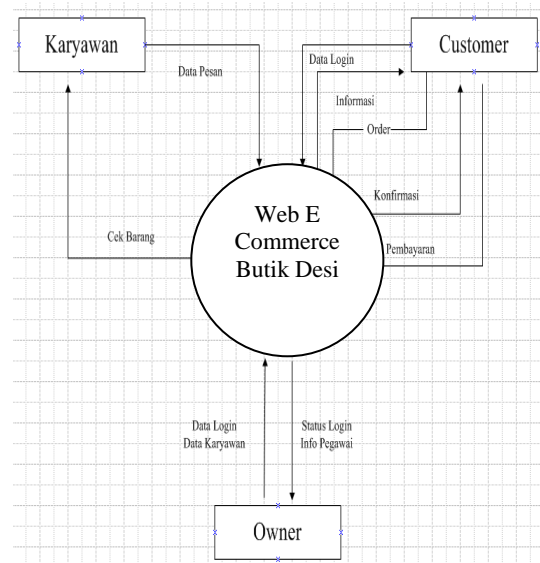 Karyawan
Customer
Data Pesan
Data Login
Informasi
Order
Konfirmasi
Web E
Commerce
Butik Desi
Cek Barang
Pembayaran
Data Login
Data Karyawan
Status Login
Info Pegawai
Owner